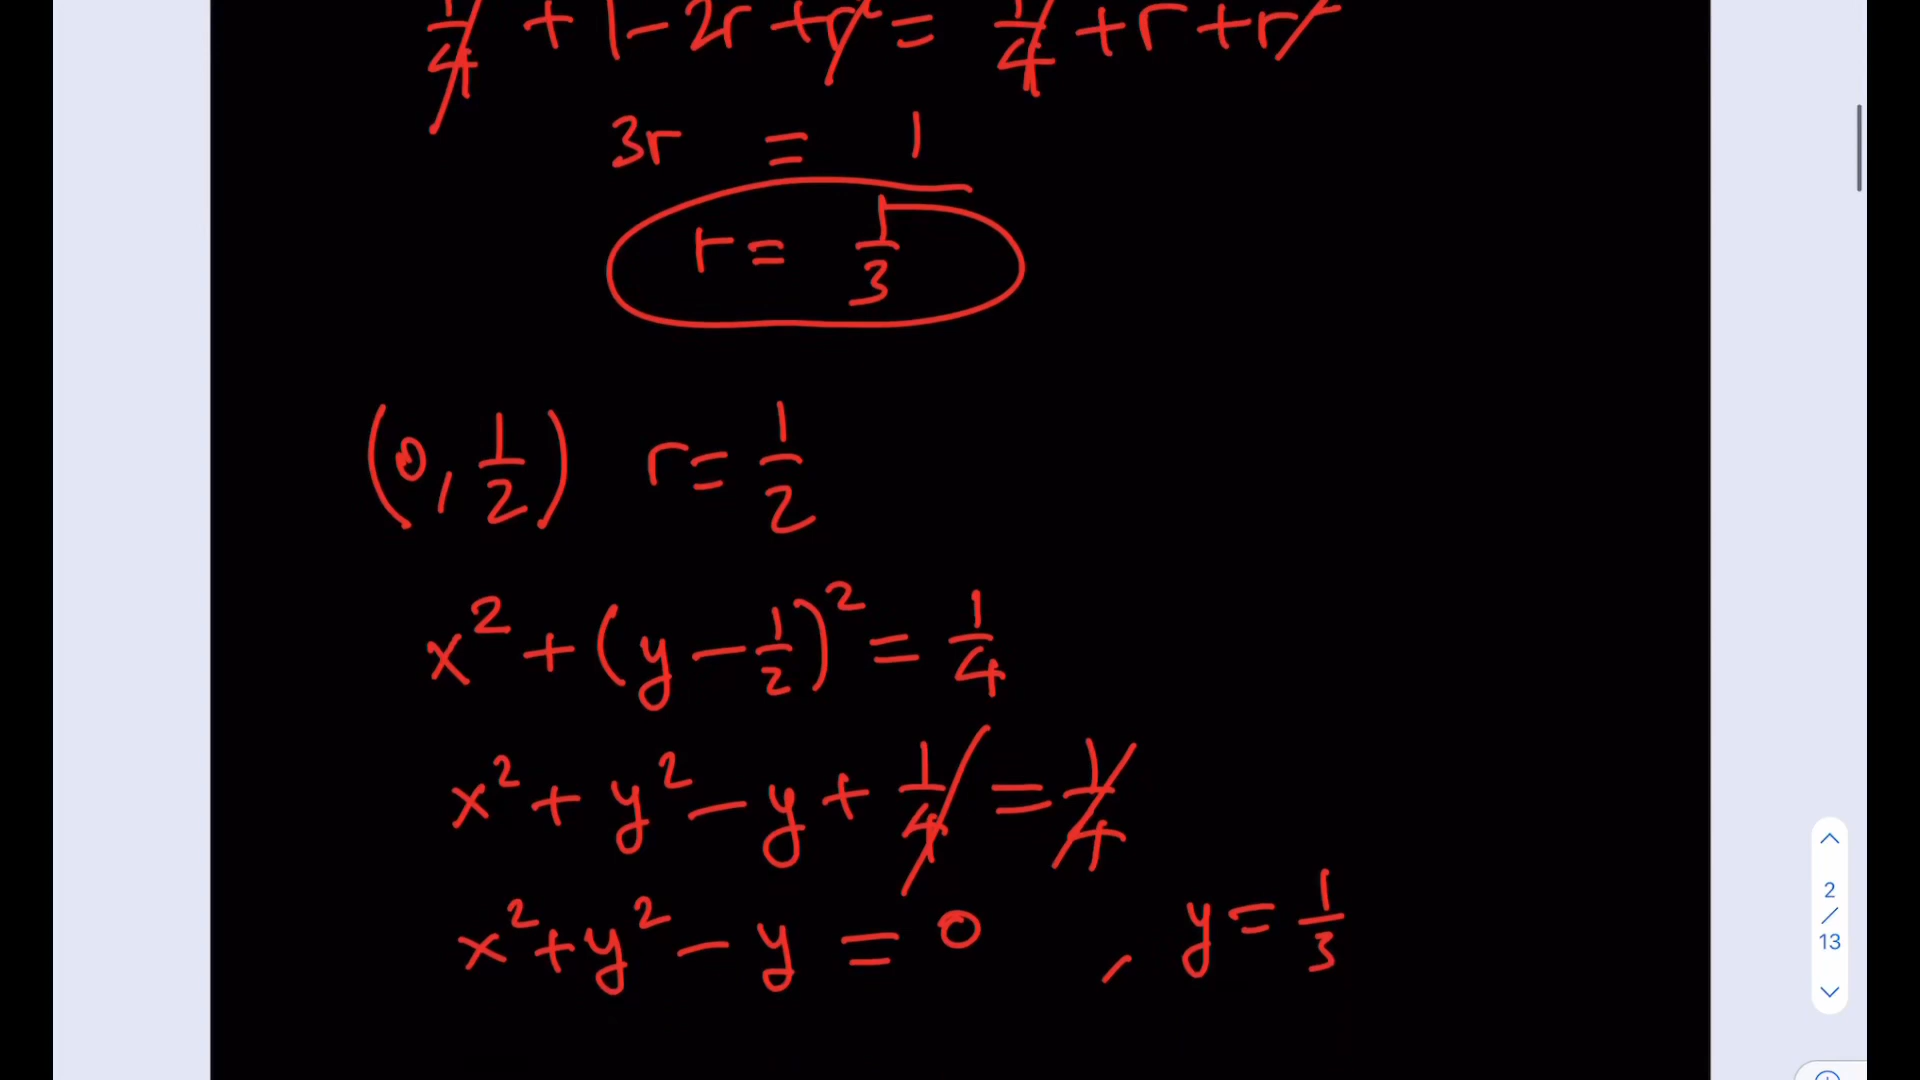 1/4 + 1 - 2r + r² = 1/4 + r + r²
3r = 1
r = 1/3
(0, 1/2) r = 1/2
x² + (y - 1/2)² = 1/4
x² + y² - y + 1/4 = 1/4
x² + y² - y = 0 , y = 1/3
2
/
13